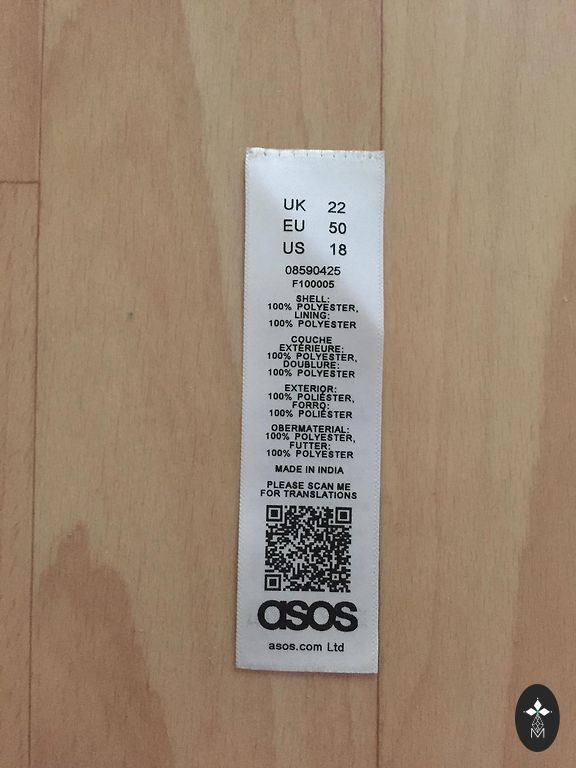 UK 22
EU 50
US 18
08590425
F100005
SHELL:
100% POLYESTER,
LINING:
100% POLYESTER
COUCHE
EXTÉRIEURE:
100% POLYESTER,
DOUBLURE:
100% POLYESTER
EXTERIOR:
100% POLIÉSTER,
FORRO:
100% POLIÉSTER
OBERMATERIAL:
100% POLYESTER,
FUTTER:
100% POLYESTER
MADE IN INDIA
PLEASE SCAN ME
FOR TRANSLATIONS
asos
asos.com Ltd
M